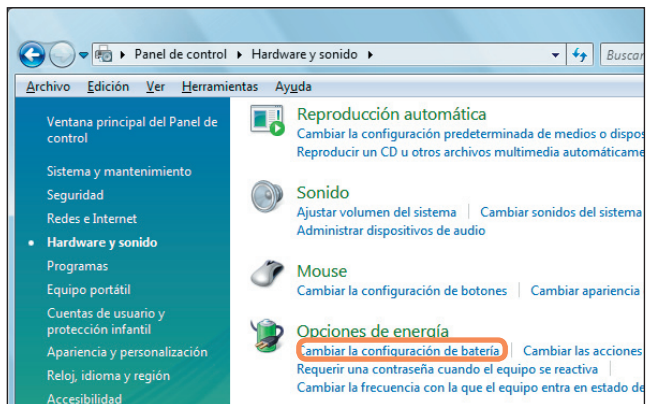 Panel de control ▸ Hardware y sonido ▸
Buscar
Archivo Edición Ver Herramientas Ayuda
Ventana principal del Panel de
control
Sistema y mantenimiento
Seguridad
Redes e Internet
Hardware y sonido
Programas
Equipo portátil
Cuentas de usuario y
protección infantil
Apariencia y personalización
Reloj, idioma y región
Accesibilidad
Reproducción automática
Cambiar la configuración predeterminada de medios o dispos
Reproducir un CD u otros archivos multimedia automáticame
Sonido
Ajustar volumen del sistema | Cambiar sonidos del sistema
Administrar dispositivos de audio
Mouse
Cambiar la configuración de botones | Cambiar apariencia
Opciones de energía
Cambiar la configuración de batería | Cambiar las acciones
Requerir una contraseña cuando el equipo se reactiva |
Cambiar la frecuencia con la que el equipo entra en estado de